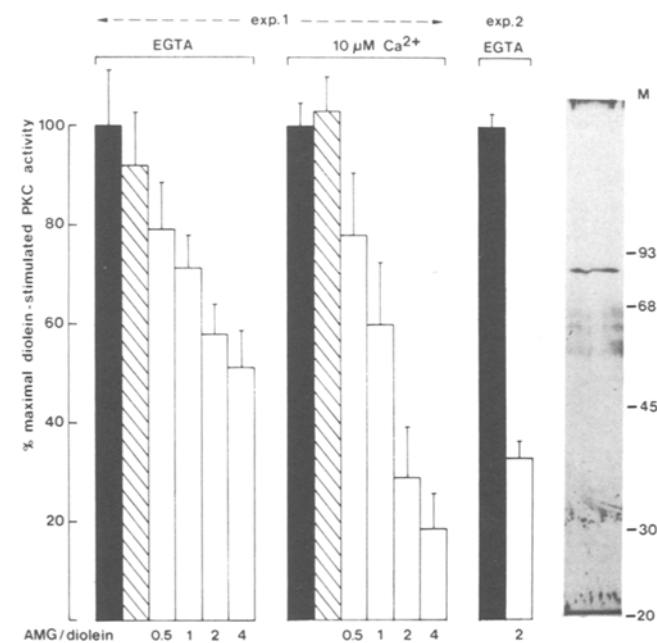 exp.1 exp.2
EGTA 10 µM Ca2+ EGTA
M
% maximal diolein-stimulated PKC activity
100
80
60
40
20
93
68
45
30
20
AMG/diolein 0.5 1 2 4 0.5 1 2 4 2